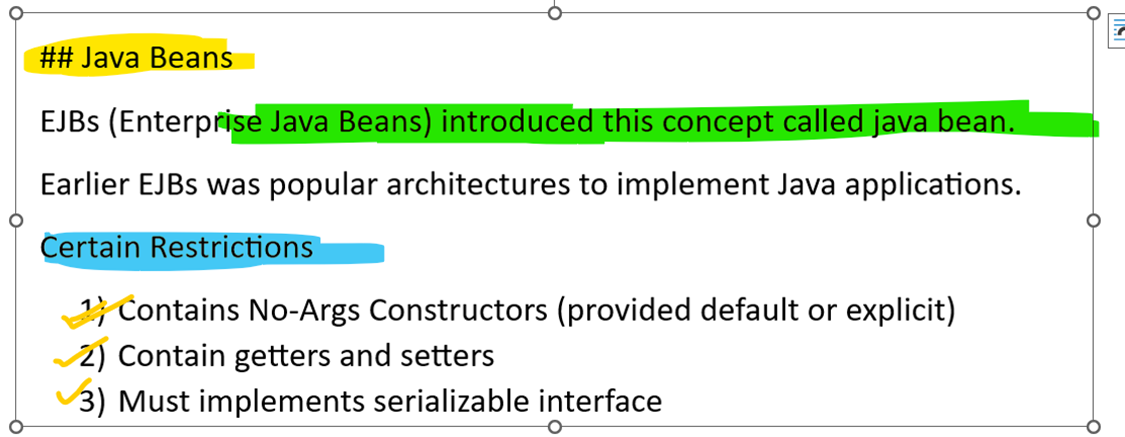 ## Java Beans
EJBs (Enterprise Java Beans) introduced this concept called java bean.
Earlier EJBs was popular architectures to implement Java applications.
Certain Restrictions
1) Contains No-Args Constructors (provided default or explicit)
2) Contain getters and setters
3) Must implements serializable interface